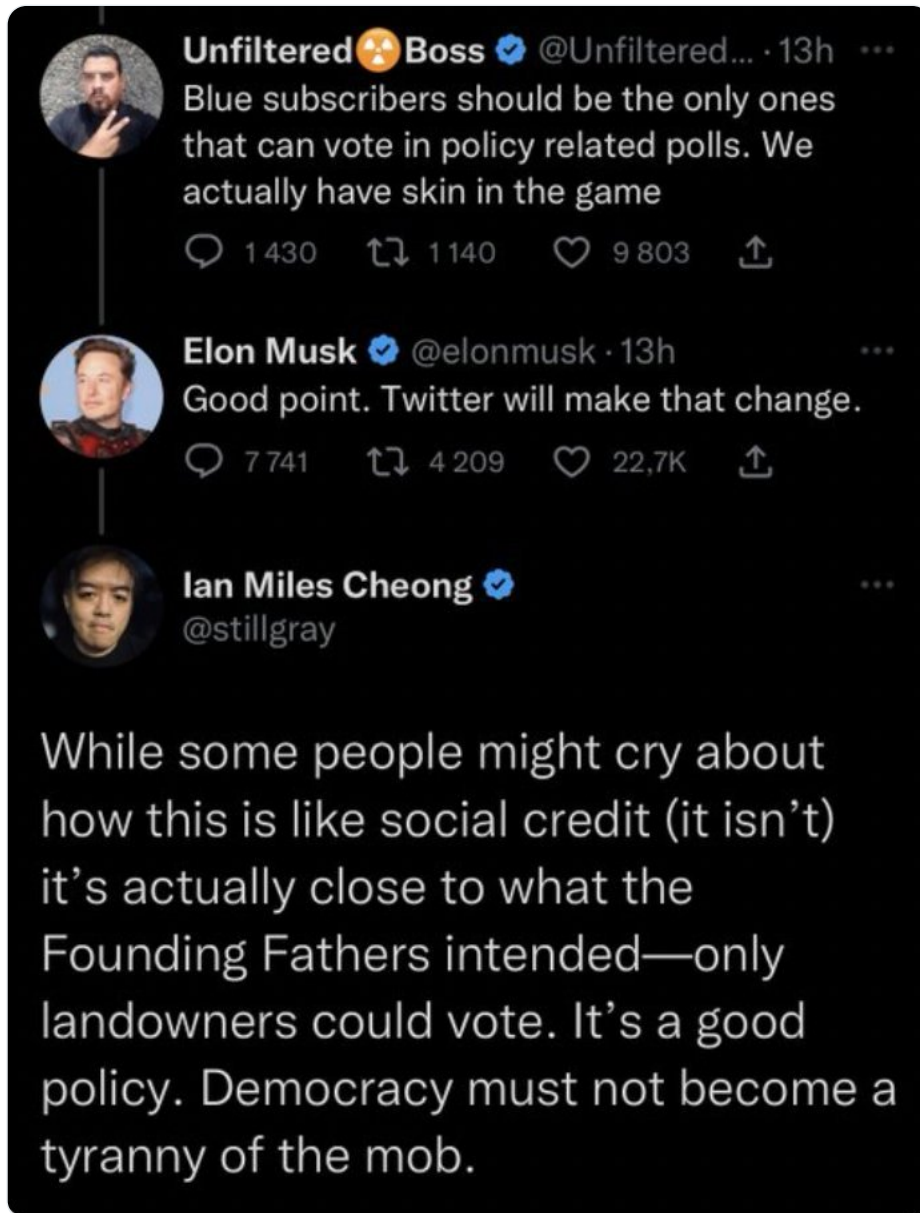 Unfiltered☢Boss @Unfiltered... · 13h
Blue subscribers should be the only ones
that can vote in policy related polls. We
actually have skin in the game
1 430 1 140 9 803
Elon Musk @elonmusk · 13h
Good point. Twitter will make that change.
7 741 4 209 22,7K
Ian Miles Cheong
@stillgray
While some people might cry about
how this is like social credit (it isn’t)
it’s actually close to what the
Founding Fathers intended—only
landowners could vote. It’s a good
policy. Democracy must not become a
tyranny of the mob.